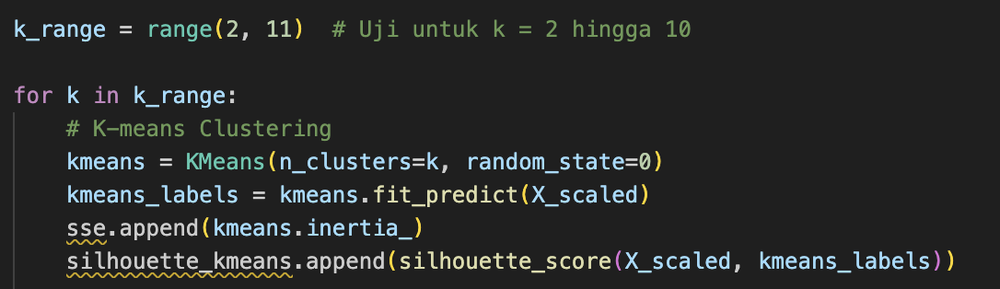 k_range = range(2, 11)  # Uji untuk k = 2 hingga 10
for k in k_range:
    # K-means Clustering
    kmeans = KMeans(n_clusters=k, random_state=0)
    kmeans_labels = kmeans.fit_predict(X_scaled)
    sse.append(kmeans.inertia_)
    silhouette_kmeans.append(silhouette_score(X_scaled, kmeans_labels))